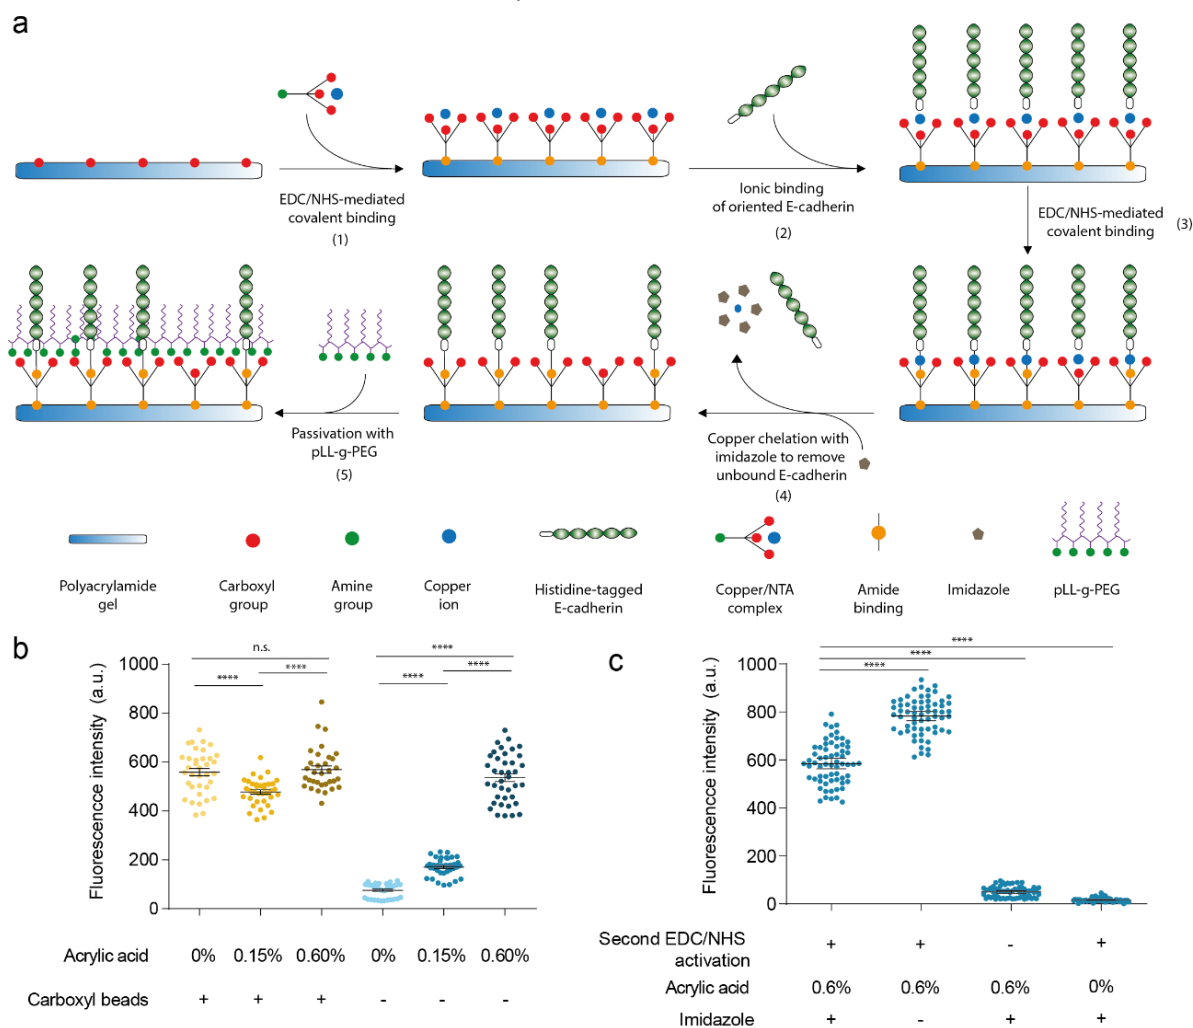 a
EDC/NHS-mediated
covalent binding
(1)
Ionic binding
of oriented E-cadherin
(2)
EDC/NHS-mediated
covalent binding
(3)
Passivation with
pLL-g-PEG
(5)
Copper chelation with
imidazole to remove
unbound E-cadherin
(4)
Polyacrylamide
gel
Carboxyl
group
Amine
group
Copper
ion
Histidine-tagged
E-cadherin
Copper/NTA
complex
Amide
binding
Imidazole
pLL-g-PEG
b
Fluorescence intensity (a.u.)
1000
800
600
400
200
0
n.s.
****
****
****
****
****
Acrylic acid 0% 0.15% 0.60% 0% 0.15% 0.60%
Carboxyl beads + + + - - -
c
Fluorescencce intensity (a.u.)
1000
800
600
400
200
0
****
****
****
Second EDC/NHS
activation + + - +
Acrylic acid 0.6% 0.6% 0.6% 0%
Imidazole + - + +